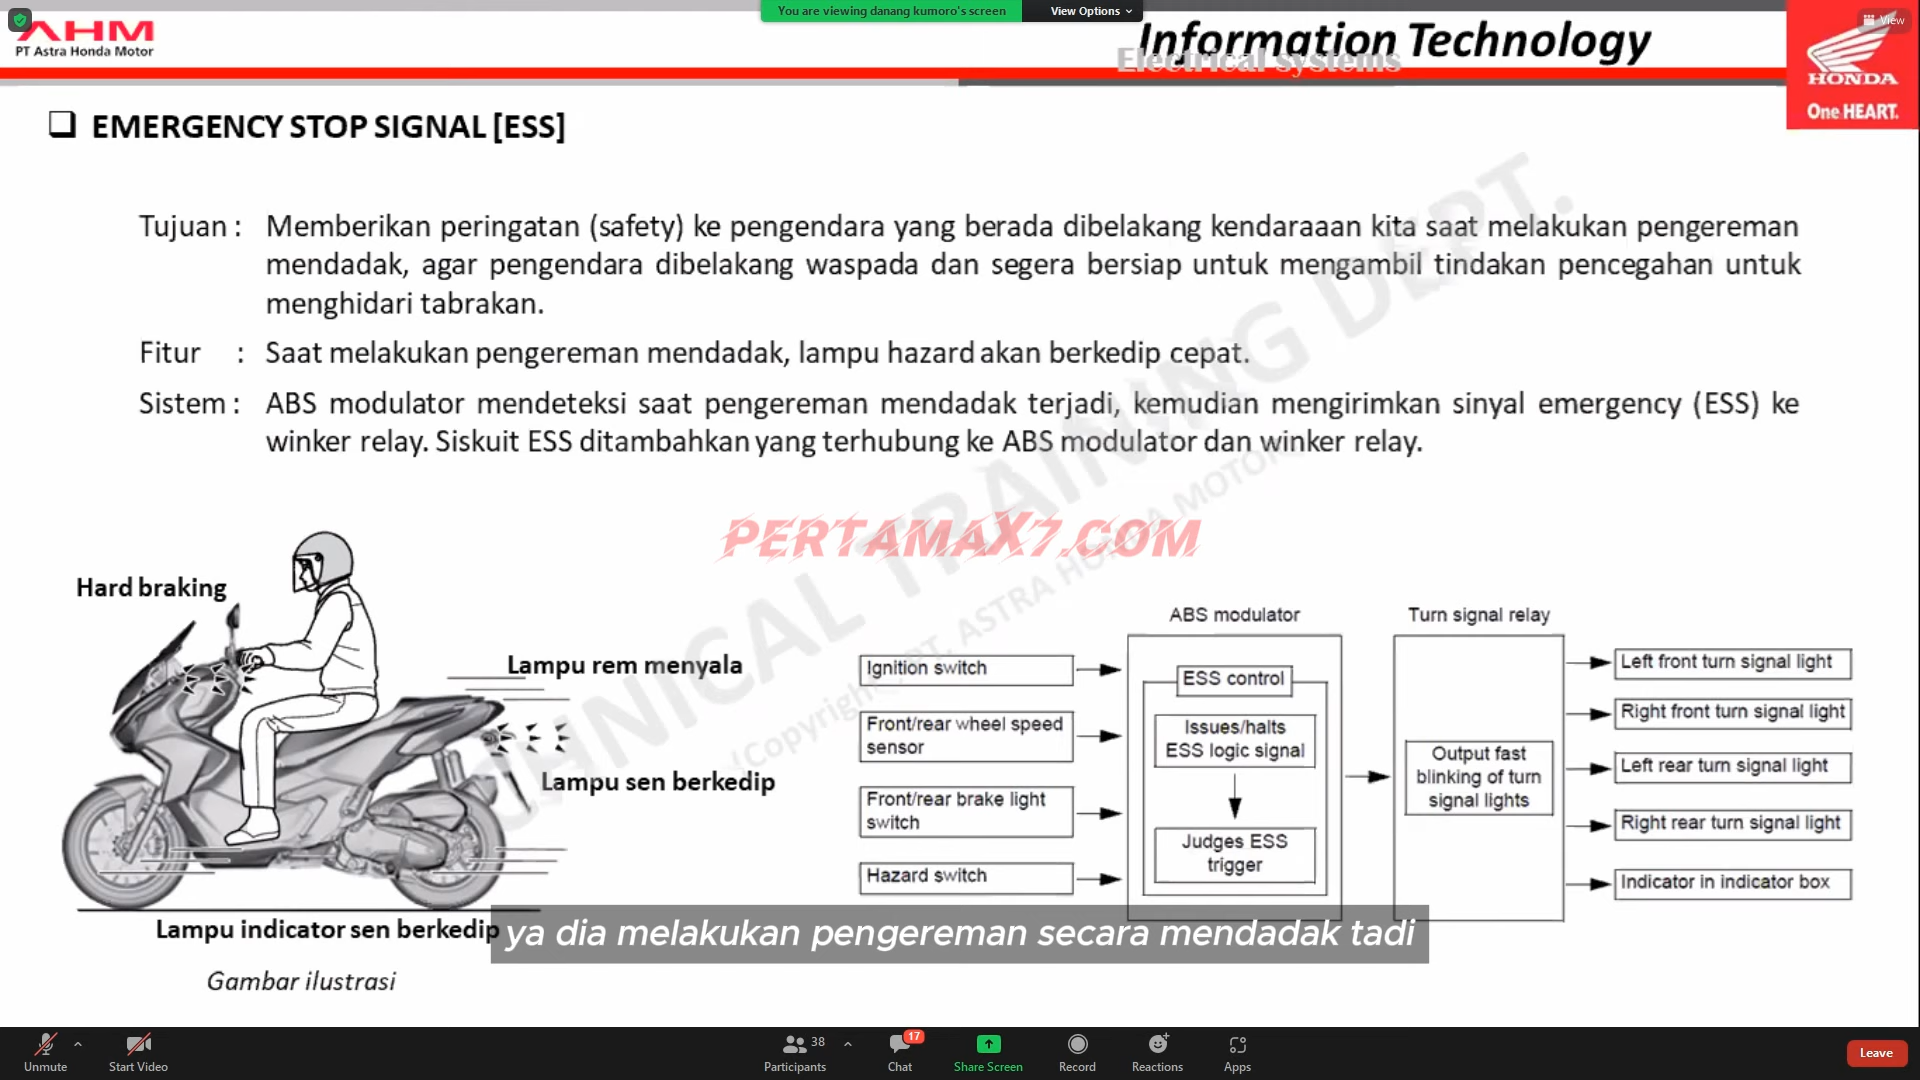 You are viewing danang kumoro's screen
View Options
View
AHM
PT Astra Honda Motor
Information Technology
Electrical systems
HONDA
One HEART.
EMERGENCY STOP SIGNAL [ESS]
Tujuan : Memberikan peringatan (safety) ke pengendara yang berada dibelakang kendaraaan kita saat melakukan pengereman
mendadak, agar pengendara dibelakang waspada dan segera bersiap untuk mengambil tindakan pencegahan untuk
menghidari tabrakan.
Fitur : Saat melakukan pengereman mendadak, lampu hazard akan berkedip cepat.
Sistem : ABS modulator mendeteksi saat pengereman mendadak terjadi, kemudian mengirimkan sinyal emergency (ESS) ke
winker relay. Siskuit ESS ditambahkan yang terhubung ke ABS modulator dan winker relay.
PERTAMAX7.COM
TRAINING DEPT.
Hard braking
Lampu rem menyala
Lampu sen berkedip
Lampu indicator sen berkedip
Gambar ilustrasi
Ignition switch
Front/rear wheel speed
sensor
Front/rear brake light
switch
Hazard switch
ABS modulator
ESS control
Issues/halts
ESS logic signal
Judges ESS
trigger
Turn signal relay
Output fast
blinking of turn
signal lights
Left front turn signal light
Right front turn signal light
Left rear turn signal light
Right rear turn signal light
Indicator in indicator box
ya dia melakukan pengereman secara mendadak tadi
Unmute
Start Video
Participants
38
Chat
17
Share Screen
Record
Reactions
Apps
Leave